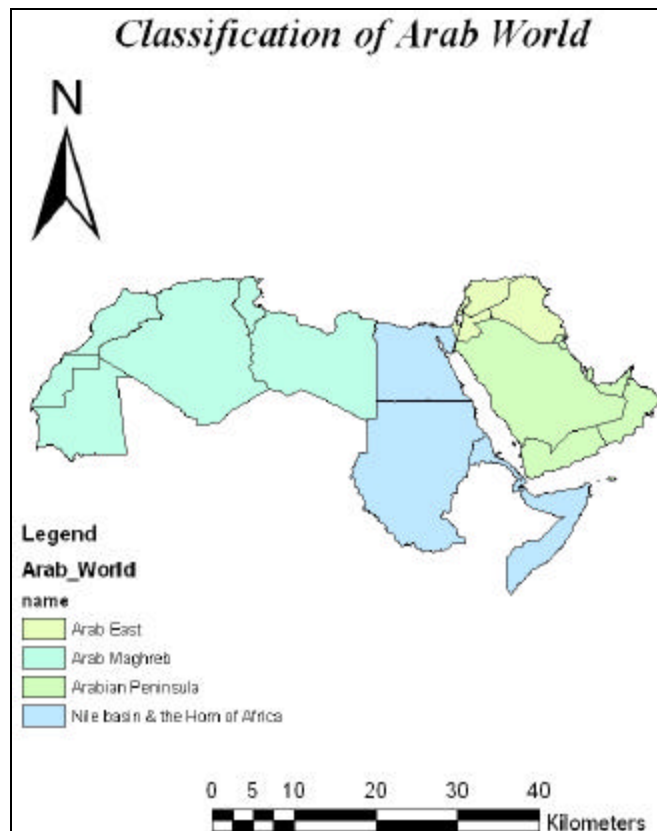 Classification of Arab World
N
Legend
Arab_World
name
Arab East
Arab Maghreb
Arabian Peninsula
Nile basin & the Horn of Africa
0 5 10 20 30 40
Kilometers